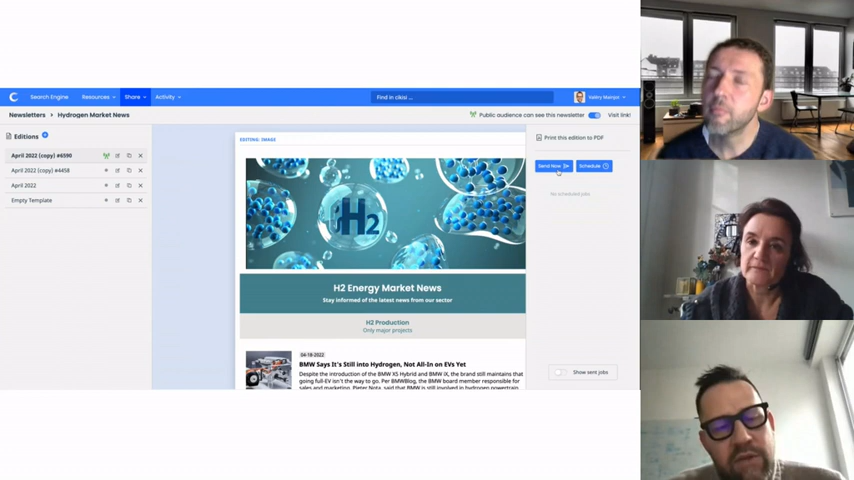 Search Engine Resources Share Activity Find in cikisi ... Valéry Mainjot
Newsletters > Hydrogen Market News Public audience can see this newsletter Visit link!
Editions
April 2022 (copy) #6590
April 2022 (copy) #4458
April 2022
Empty Template
EDITING: IMAGE
H2
H2 Energy Market News
Stay informed of the latest news from our sector
H2 Production
Only major projects
04-18-2022
BMW Says It's Still into Hydrogen, Not All-In on EVs Yet
Despite the introduction of the BMW X5 Hybrid and BMW iX, the brand still maintains that
going full-EV isn't the way to go. Per BMWBlog, the BMW board member responsible for
sales and marketing, Pieter Nota, said that BMW is still involved in hydrogen powertrain
Print this edition to PDF
Send Now Schedule
No scheduled jobs
Show sent jobs